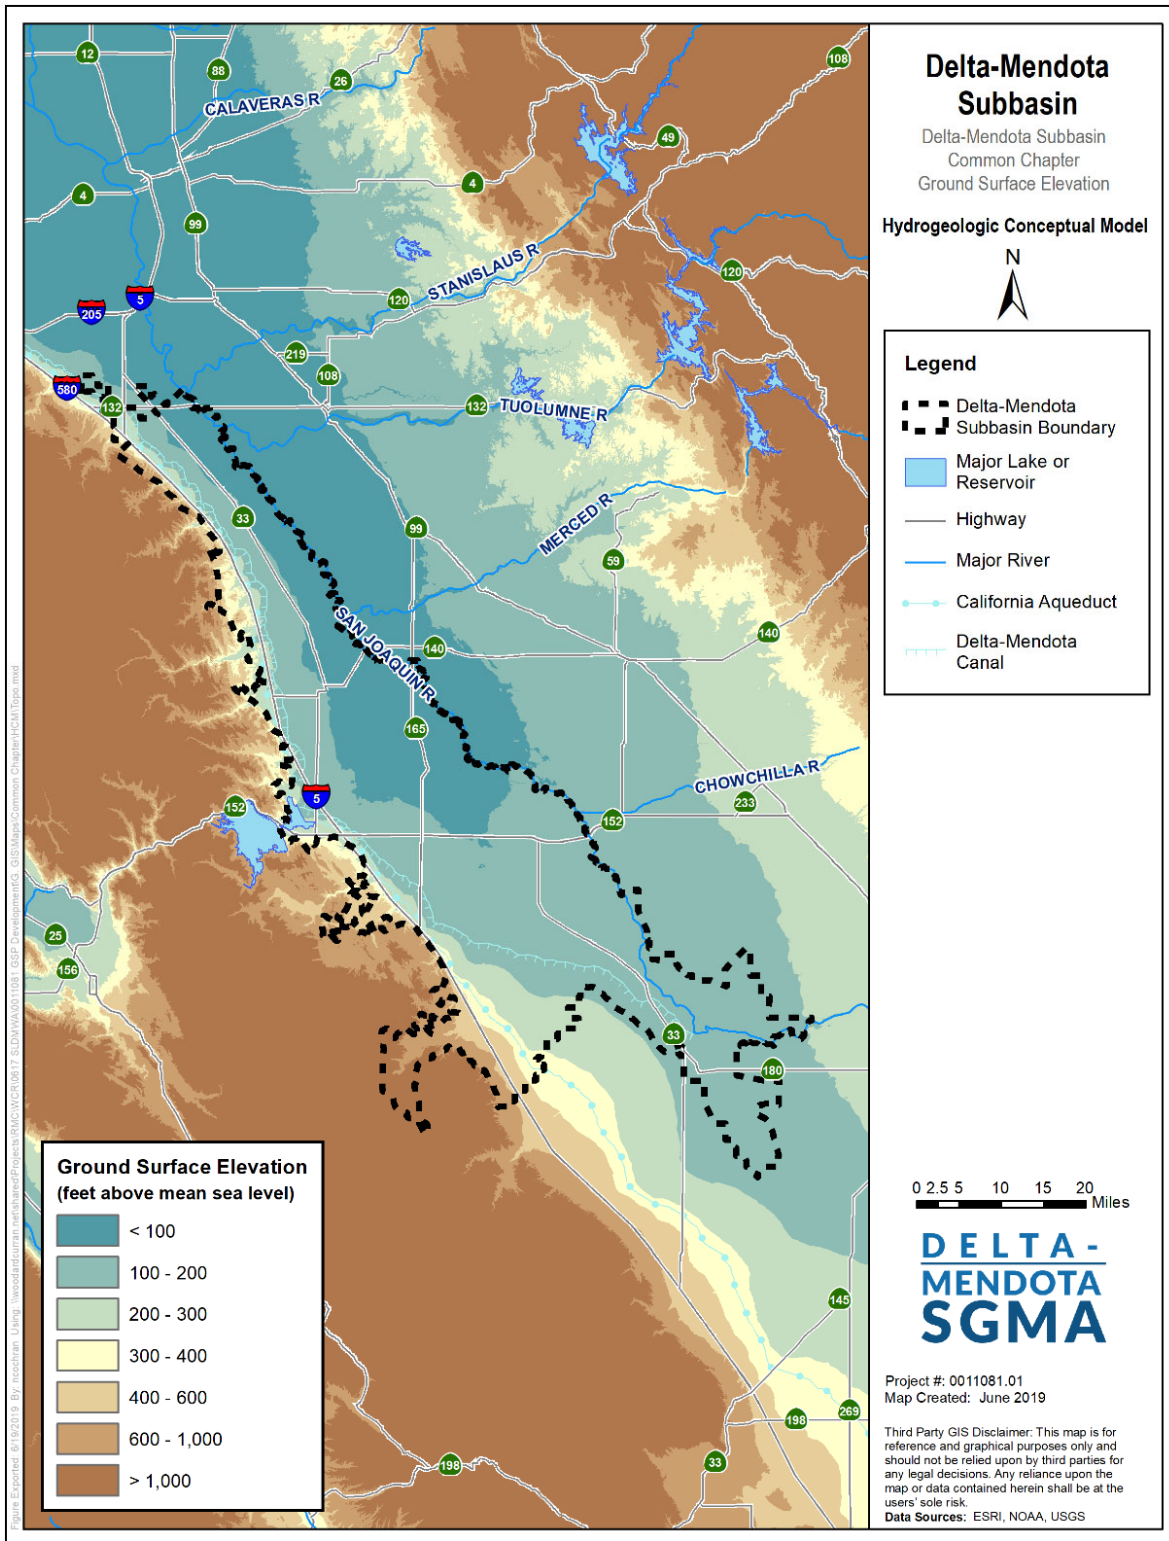 Delta-Mendota
Subbasin
Delta-Mendota Subbasin
Common Chapter
Ground Surface Elevation
Hydrogeologic Conceptual Model
N
Legend
Delta-Mendota
Subbasin Boundary
Major Lake or
Reservoir
Highway
Major River
California Aqueduct
Delta-Mendota
Canal
0 2.5 5 10 15 20
Miles
DELTA-
MENDOTA
SGMA
Project #: 0011081.01
Map Created: June 2019
Third Party GIS Disclaimer: This map is for
reference and graphical purposes only and
should not be relied upon by third parties for
any legal decisions. Any reliance upon the
map or data contained herein shall be at the
users' sole risk.
Data Sources: ESRI, NOAA, USGS
12
88
26
108
CALAVERAS R
49
4
4
99
STANISLAUS R
120
120
5
205
219
108
580
132
132
TUOLUMNE R
33
99
MERCED R
59
SAN JOAQUIN R
140
140
165
CHOWCHILLA R
233
152
5
152
25
156
33
180
145
269
198
33
198
Ground Surface Elevation
(feet above mean sea level)
< 100
100 - 200
200 - 300
300 - 400
400 - 600
600 - 1,000
> 1,000